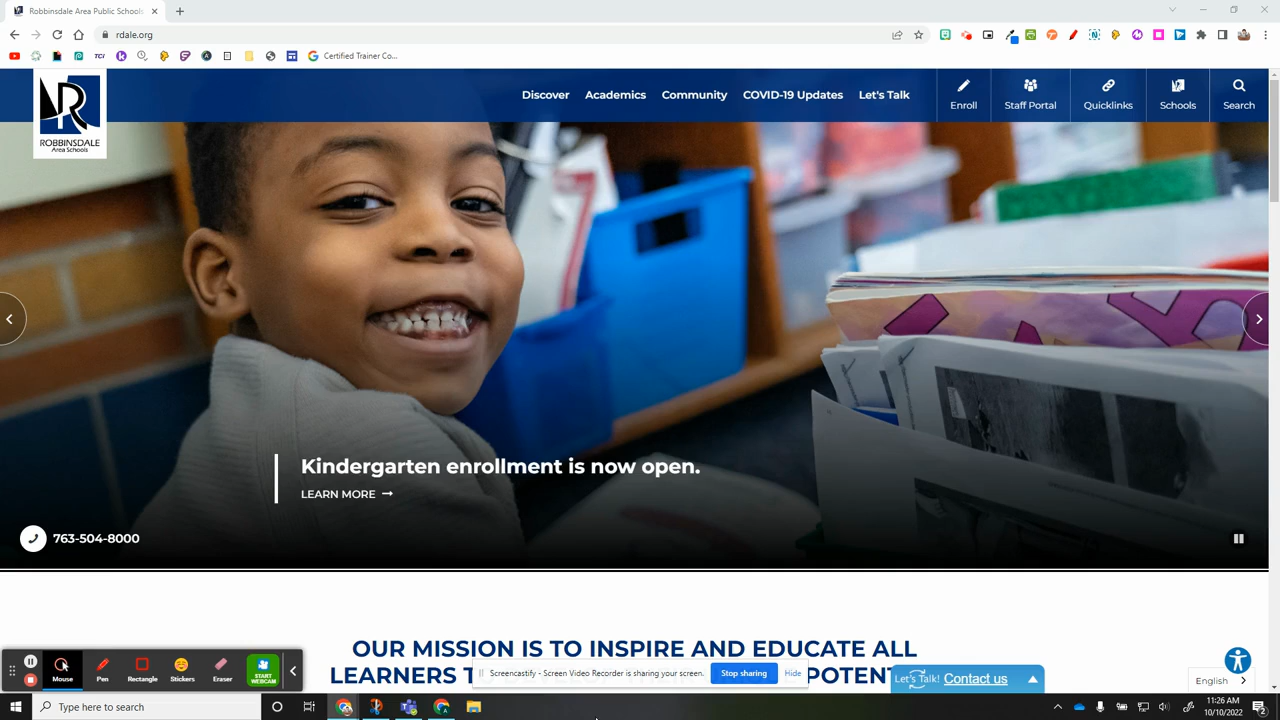 Robbinsdale Area Public Schools
rdale.org
TCI
Certified Trainer Co...
ROBBINSDALE
Area Schools
Discover
Academics
Community
COVID-19 Updates
Let's Talk
Enroll
Staff Portal
Quicklinks
Schools
Search
Kindergarten enrollment is now open.
LEARN MORE
763-504-8000
OUR MISSION IS TO INSPIRE AND EDUCATE ALL
LEARNERS
POTENT
Mouse
Pen
Rectangle
Stickers
Eraser
START
WEBCAM
Screencastify - Screen Video Recorder is sharing your screen.
Stop sharing
Hide
Let's Talk!
Contact us
English
Type here to search
11:26 AM
10/10/2022
2